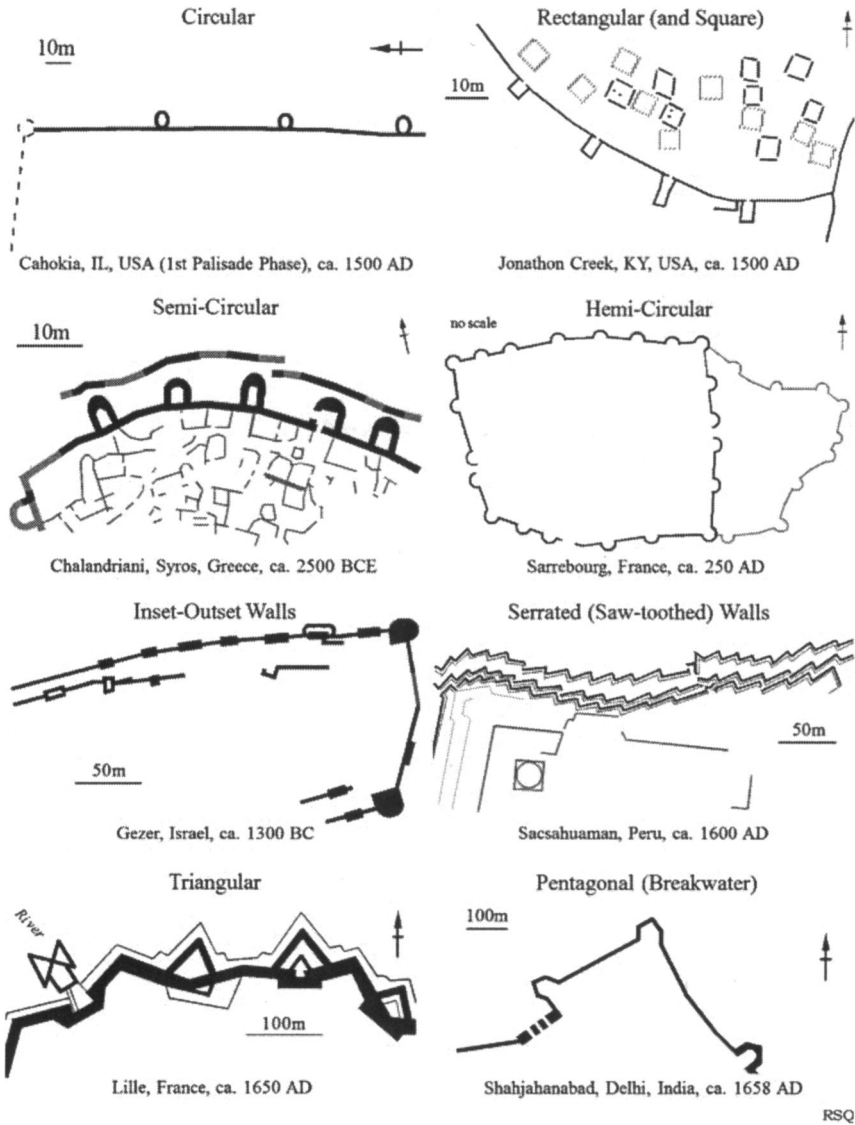 Circular
10m
Cahokia, IL, USA (1st Palisade Phase), ca. 1500 AD
Rectangular (and Square)
10m
Jonathon Creek, KY, USA, ca. 1500 AD
Semi-Circular
10m
Chalandriani, Syros, Greece, ca. 2500 BCE
Hemi-Circular
no scale
Sarrebourg, France, ca. 250 AD
Inset-Outset Walls
50m
Gezer, Israel, ca. 1300 BC
Serrated (Saw-toothed) Walls
50m
Sacsahuaman, Peru, ca. 1600 AD
Triangular
River
100m
Lille, France, ca. 1650 AD
Pentagonal (Breakwater)
100m
Shahjahanabad, Delhi, India, ca. 1658 AD
RSQ